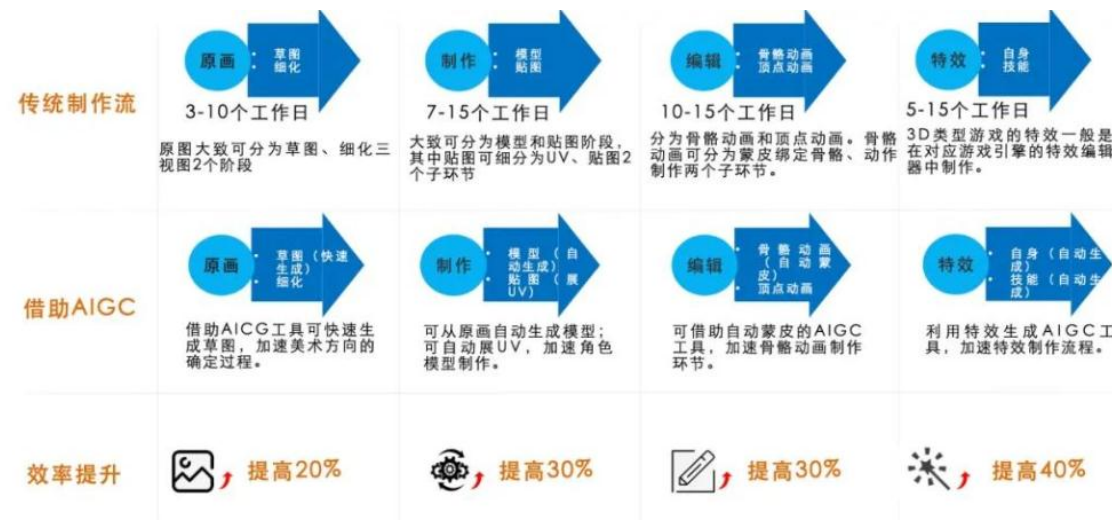 原画
草图
细化
制作
模型
贴图
编辑
骨骼动画
顶点动画
特效
自身
技能
传统制作流
3-10个工作日
7-15个工作日
10-15个工作日
5-15个工作日
原图大致可分为草图、细化三
视图2个阶段
大致可分为模型和贴图阶段，
其中贴图可细分为UV、贴图2
个子环节
分为骨骼动画和顶点动画。骨骼
动画可分为蒙皮绑定骨骼、动作
制作两个子环节。
3D类型游戏的特效一般是
在对应游戏引擎的特效编辑
器中制作。
借助AIGC
原画
草图（快速
生成）
细化
制作
模型（自
动生成）
贴图（展
UV）
编辑
骨骼动画
（自动蒙
皮）
顶点动画
特效
自身（自动生
成）
技能（自动生
成）
借助AICG工具可快速生
成草图，加速美术方向的
确定过程。
可从原画自动生成模型；
可自动展UV，加速角色
模型制作。
可借助自动蒙皮的AIGC
工具，加速骨骼动画制作
环节。
利用特效生成AIGC工
具，加速特效制作流程。
效率提升
提高20%
提高30%
提高30%
提高40%